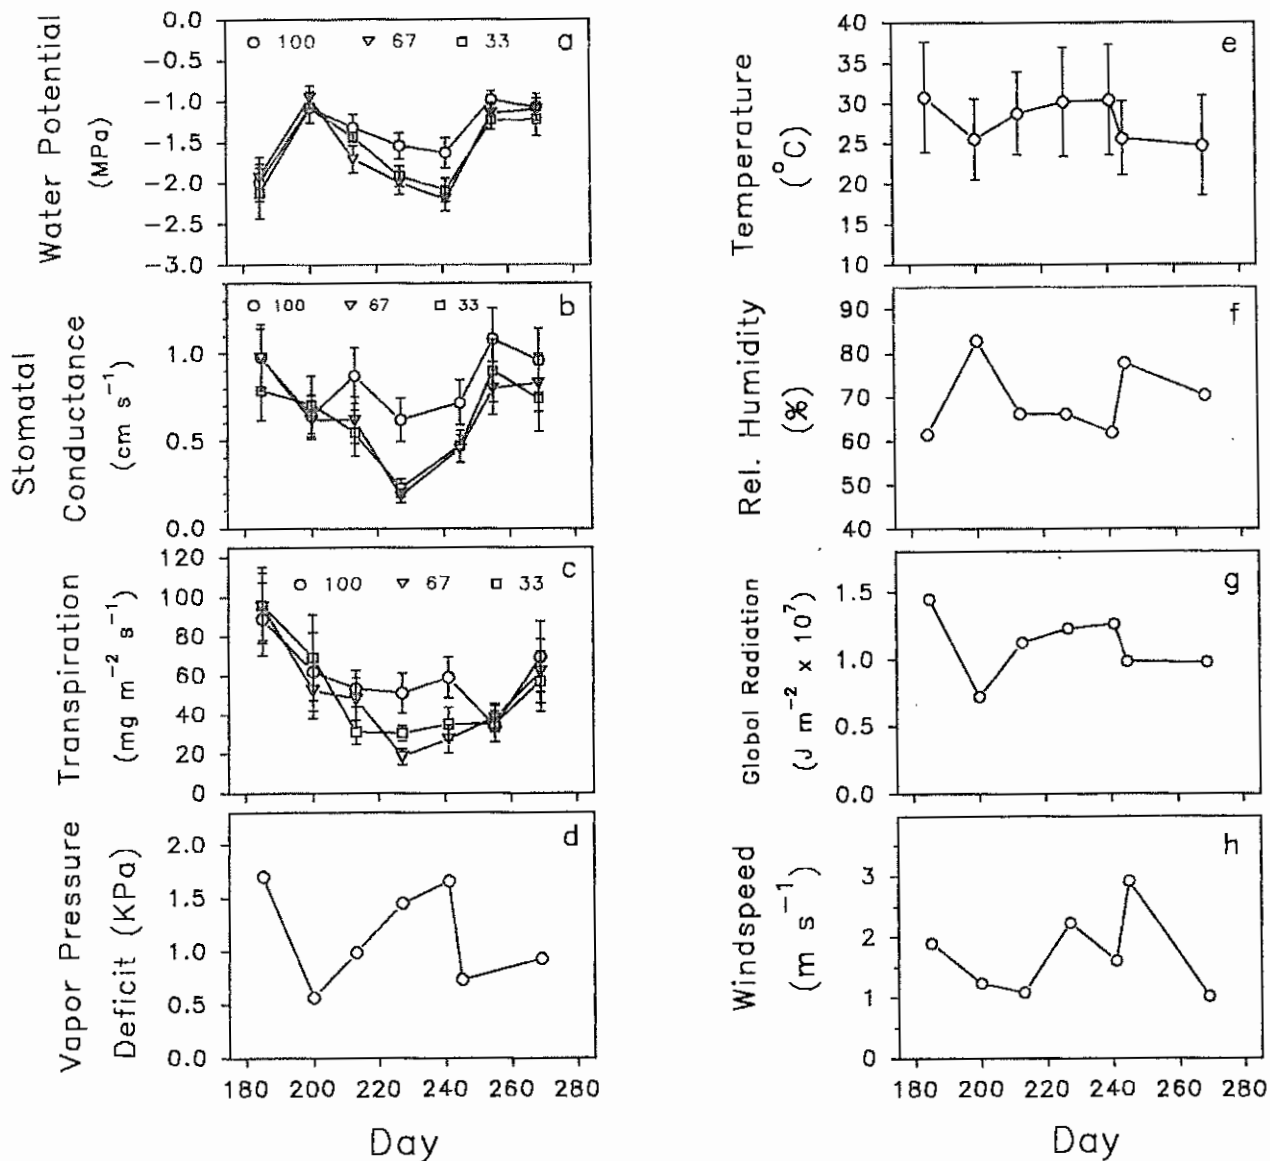 Water Potential
(MPa)
0.0
−0.5
−1.0
−1.5
−2.0
−2.5
−3.0
100 67 33 a
Stomatal
Conductance
(cm s−1)
1.0
0.5
0.0
100 67 33 b
Transpiration
(mg m−2 s−1)
120
100
80
60
40
20
0
100 67 33 c
Vapor Pressure
Deficit (KPa)
2.0
1.5
1.0
0.5
0.0
d
180 200 220 240 260 280
Day
Temperature
(°C)
40
35
30
25
20
15
10
e
Rel. Humidity
(%)
90
80
70
60
50
40
f
Global Radiation
(J m−2 x 10^7)
1.5
1.0
0.5
0.0
g
Windspeed
(m s−1)
3
2
1
0
h
180 200 220 240 260 280
Day